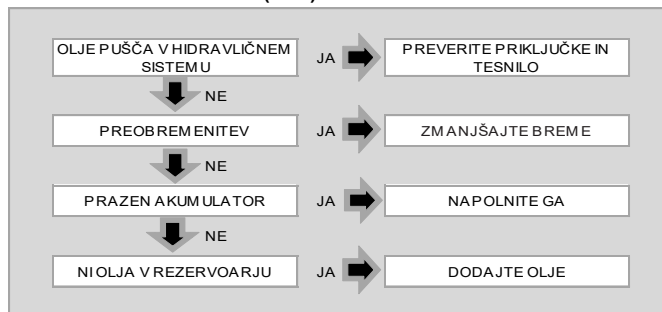 OLJE PUŠČA V HIDRAVLIČNEM
SISTEMU
JA
PREVERITE PRIKLJUČKE IN
TESNILO
NE
PREOBREMENITEV
JA
ZMANJŠAJTE BREME
NE
PRAZEN AKUMULATOR
JA
NAPOLNITE GA
NE
NI OLJA V REZERVOARJU
JA
DODAJTE OLJE